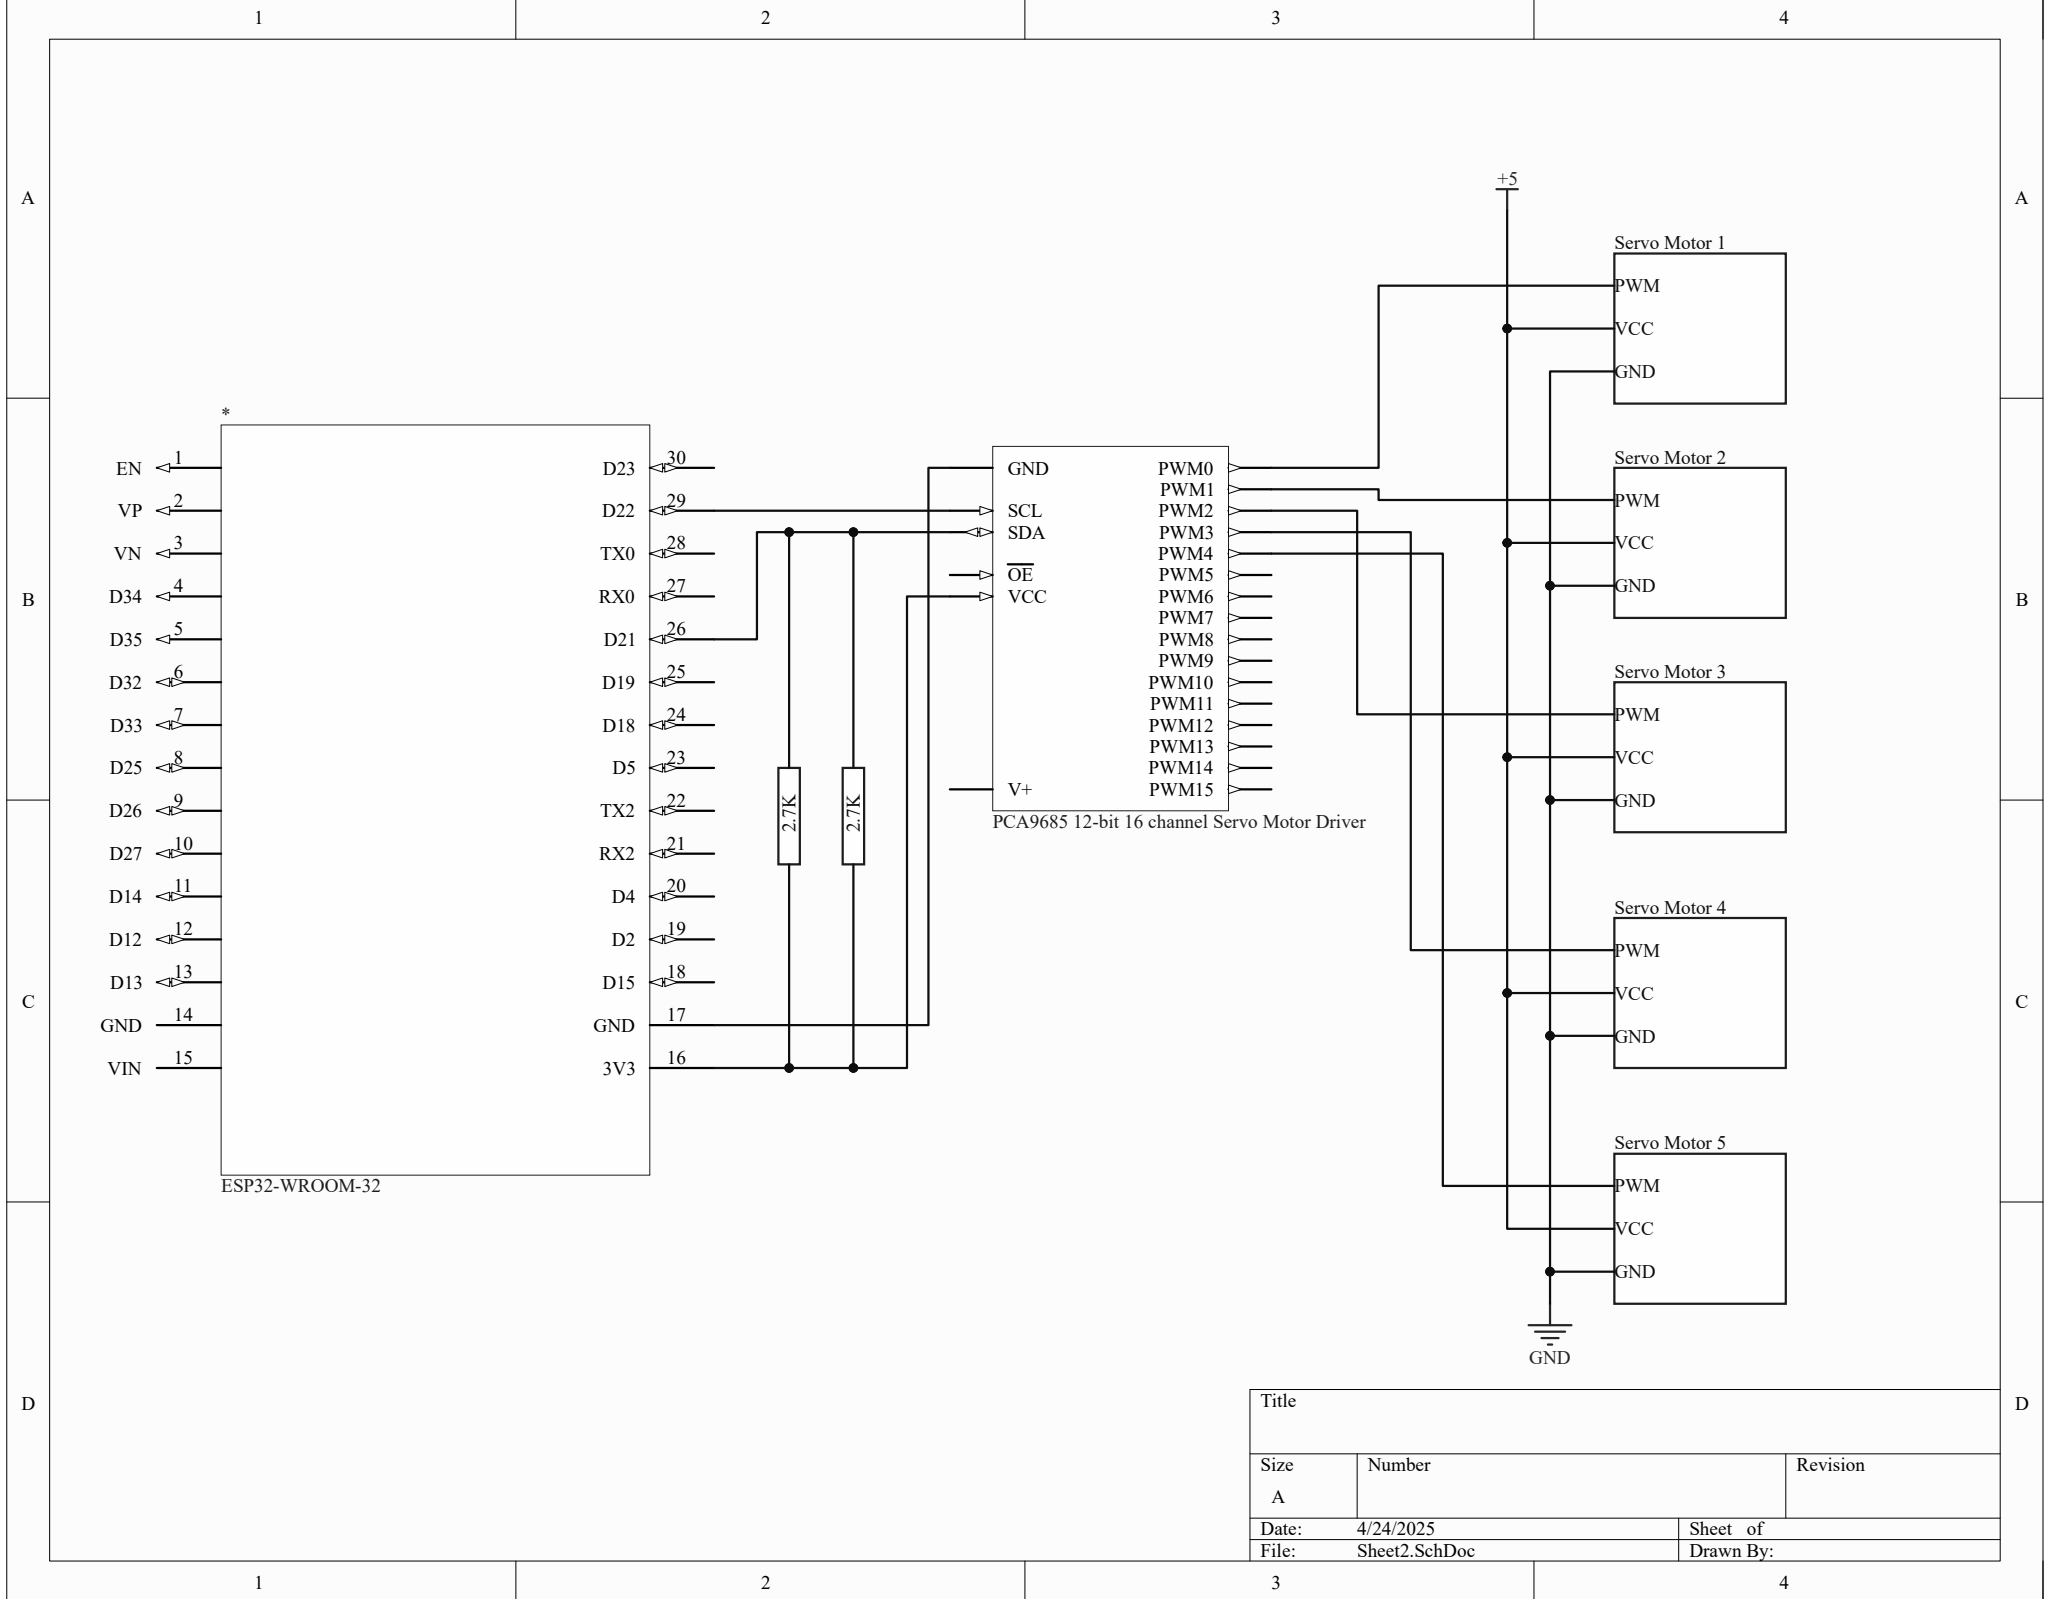 1 2 3 4
A A
B B
C C
D D
*
EN 1
VP 2
VN 3
D34 4
D35 5
D32 6
D33 7
D25 8
D26 9
D27 10
D14 11
D12 12
D13 13
GND 14
VIN 15
D23 30
D22 29
TX0 28
RX0 27
D21 26
D19 25
D18 24
D5 23
TX2 22
RX2 21
D4 20
D2 19
D15 18
GND 17
3V3 16
ESP32-WROOM-32
2.7K
2.7K
GND
SCL
SDA
OE
VCC
V+
PWM0
PWM1
PWM2
PWM3
PWM4
PWM5
PWM6
PWM7
PWM8
PWM9
PWM10
PWM11
PWM12
PWM13
PWM14
PWM15
PCA9685 12-bit 16 channel Servo Motor Driver
+5
Servo Motor 1
PWM
VCC
GND
Servo Motor 2
PWM
VCC
GND
Servo Motor 3
PWM
VCC
GND
Servo Motor 4
PWM
VCC
GND
Servo Motor 5
PWM
VCC
GND
GND
Title
Size
A
Number
Revision
Date: 4/24/2025
Sheet of
File: Sheet2.SchDoc
Drawn By:
1 2 3 4